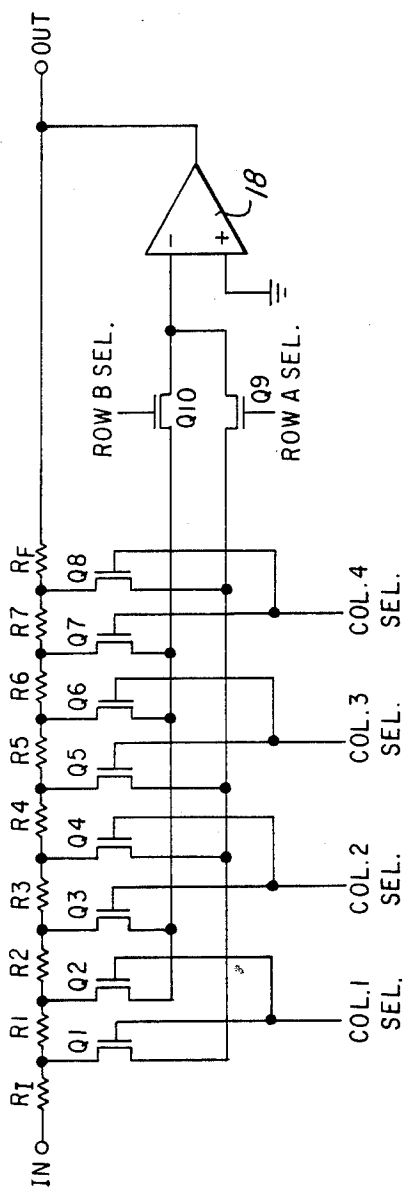 IN
OUT
RI
R1
R2
R3
R4
R5
R6
R7
RF
Q1
Q2
Q3
Q4
Q5
Q6
Q7
Q8
ROW B SEL.
Q10
Q9
ROW A SEL.
-
+
18
COL.1
SEL.
COL.2
SEL.
COL.3
SEL.
COL.4
SEL.